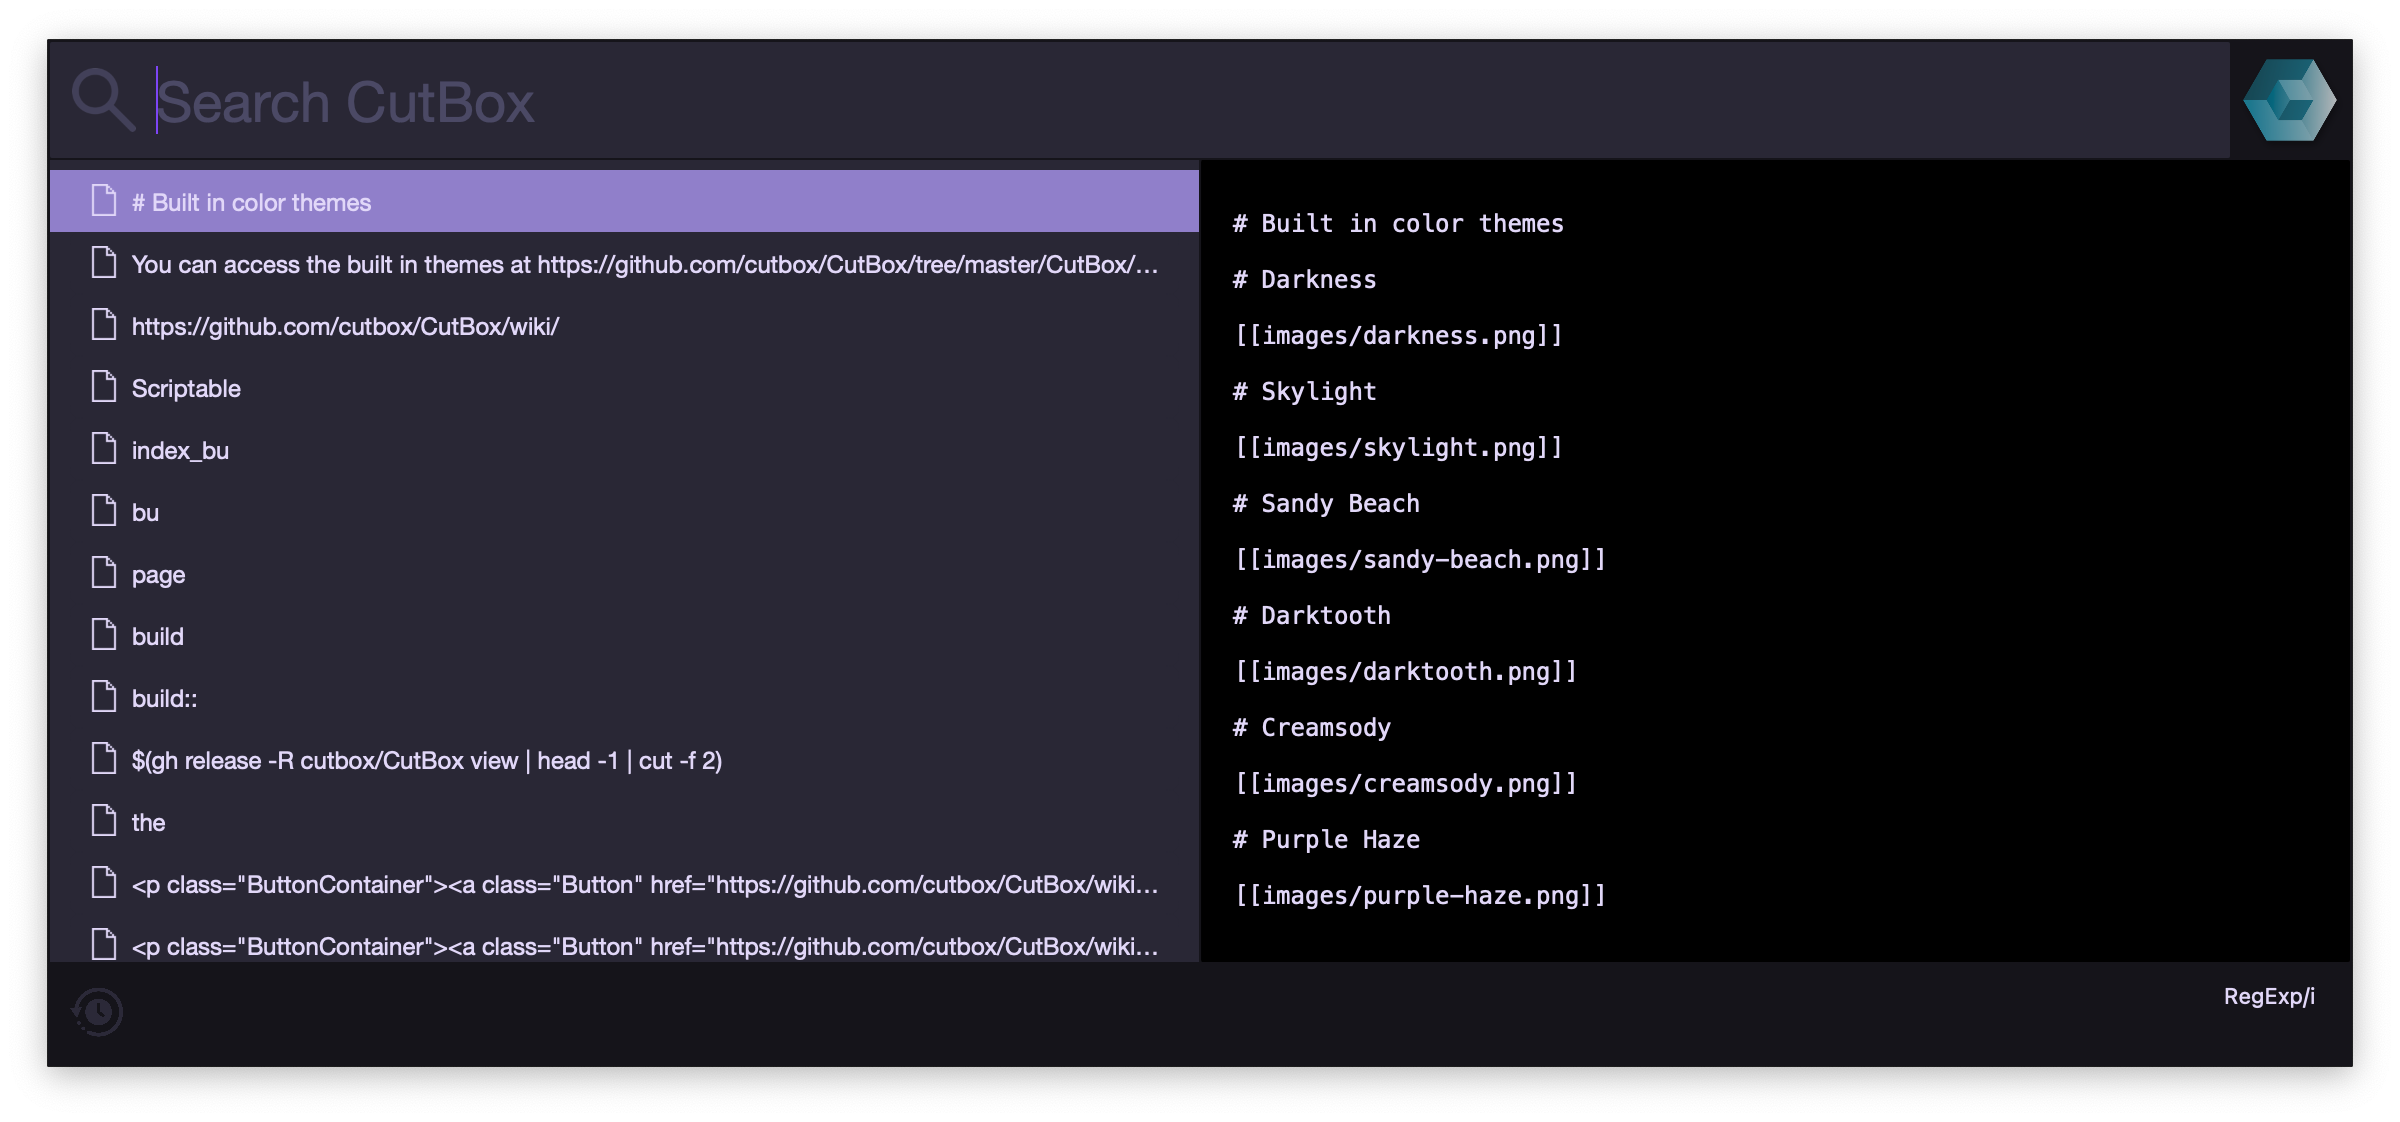 Search CutBox
# Built in color themes
You can access the built in themes at https://github.com/cutbox/CutBox/tree/master/CutBox/...
https://github.com/cutbox/CutBox/wiki/
Scriptable
index_bu
bu
page
build
build::
$(gh release -R cutbox/CutBox view | head -1 | cut -f 2)
the
<p class="ButtonContainer"><a class="Button" href="https://github.com/cutbox/CutBox/wiki...
<p class="ButtonContainer"><a class="Button" href="https://github.com/cutbox/CutBox/wiki...
# Built in color themes
# Darkness
[[images/darkness.png]]
# Skylight
[[images/skylight.png]]
# Sandy Beach
[[images/sandy-beach.png]]
# Darktooth
[[images/darktooth.png]]
# Creamsody
[[images/creamsody.png]]
# Purple Haze
[[images/purple-haze.png]]
RegExp/i